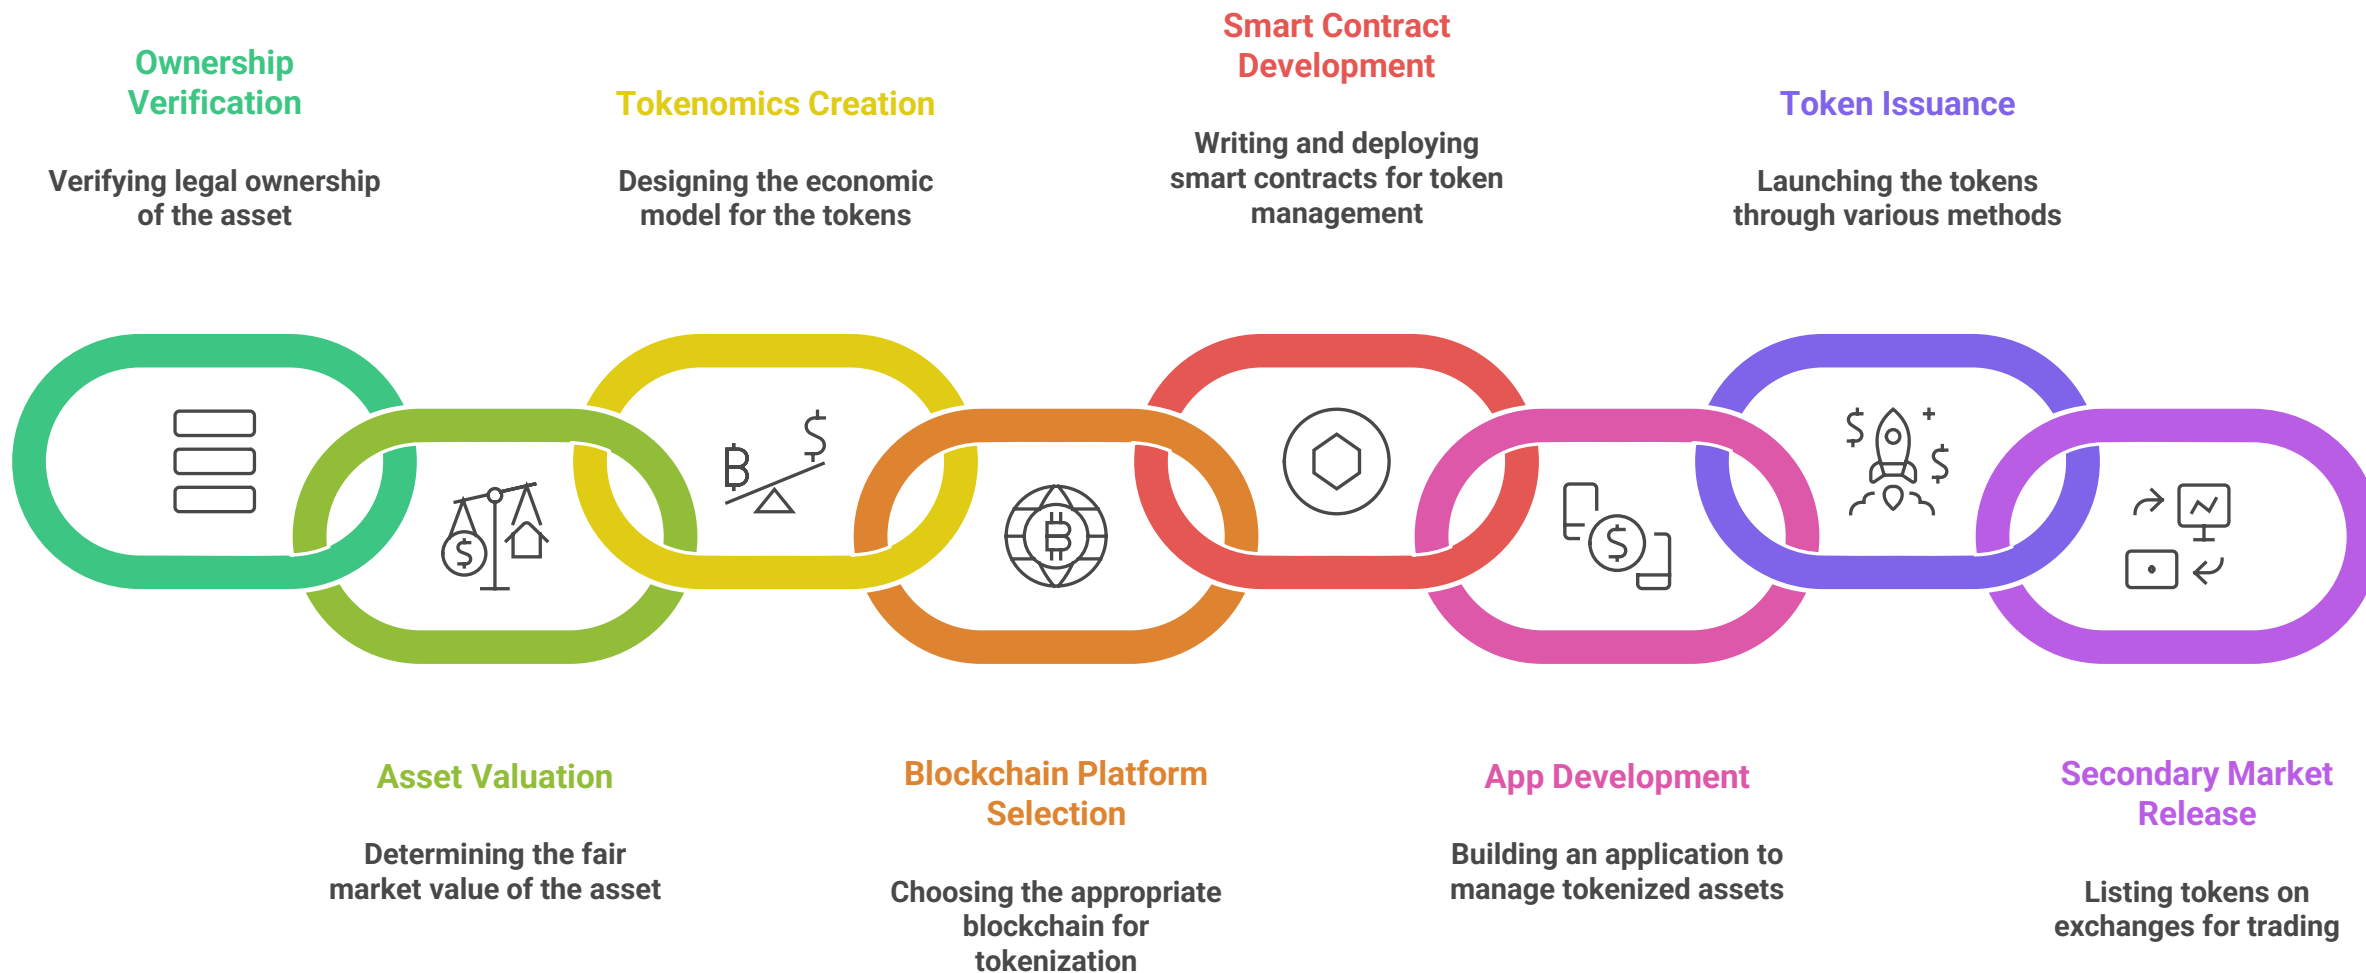 Ownership
Verification
Verifying legal ownership
of the asset
Asset Valuation
Determining the fair
market value of the asset
Tokenomics Creation
Designing the economic
model for the tokens
Blockchain Platform
Selection
Choosing the appropriate
blockchain for
tokenization
Smart Contract
Development
Writing and deploying
smart contracts for token
management
App Development
Building an application to
manage tokenized assets
Token Issuance
Launching the tokens
through various methods
Secondary Market
Release
Listing tokens on
exchanges for trading